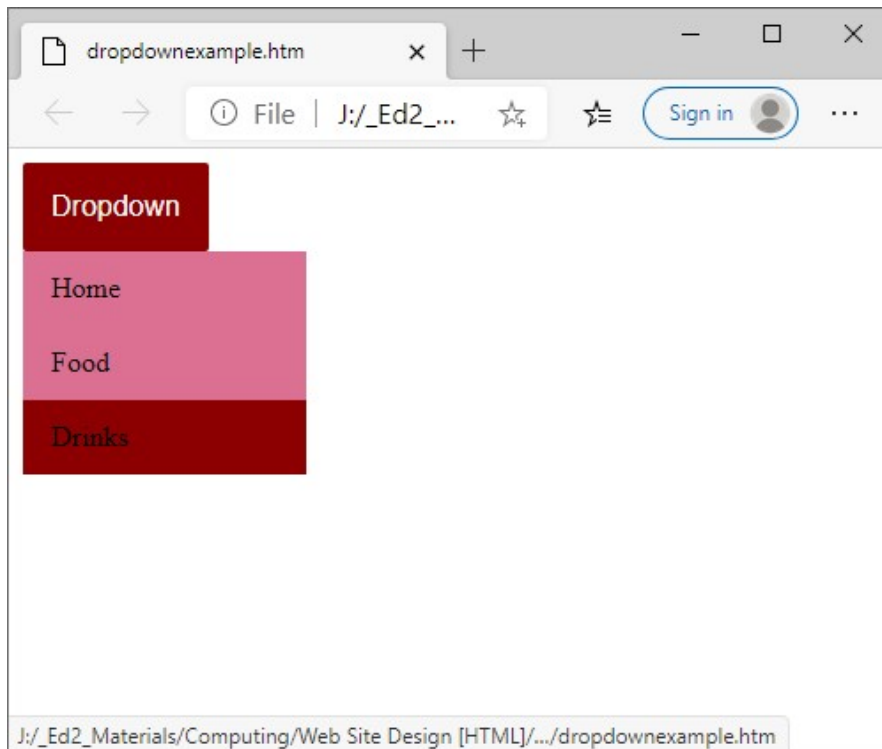 dropdownexample.htm
File | J:/_Ed2_...
Sign in
Dropdown
Home
Food
Drinks
J:/_Ed2_Materials/Computing/Web Site Design [HTML]/.../dropdownexample.htm